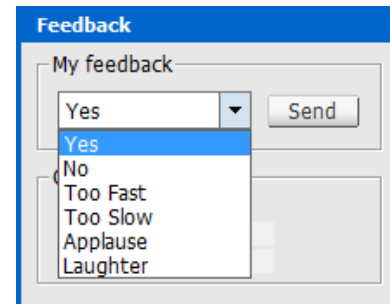 Feedback
My feedback
Yes
Send
Yes
No
Too Fast
Too Slow
Applause
Laughter